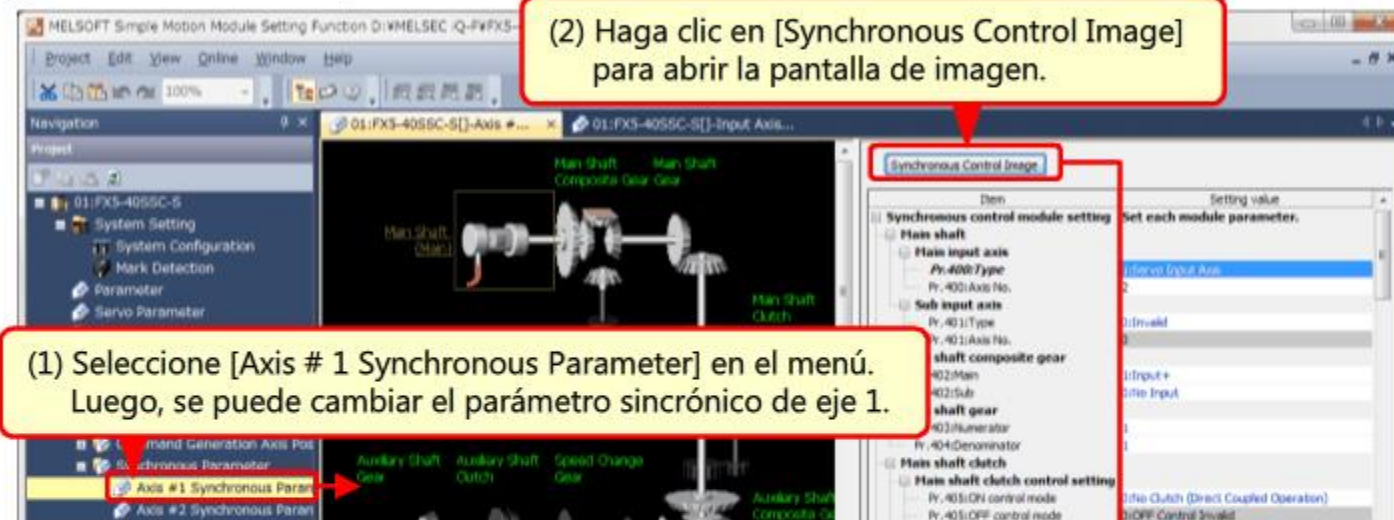 MELSOFT Simple Motion Module Setting Function D:¥MELSEC iQ-F¥FX5-
(2) Haga clic en [Synchronous Control Image]
para abrir la pantalla de imagen.
Project Edit View Online Window Help
100%
Navigation
01:FX5-40SSC-S[]-Axis #...
01:FX5-40SSC-S[]-Input Axis...
Project
01:FX5-40SSC-S
System Setting
System Configuration
Mark Detection
Parameter
Servo Parameter
Main Shaft
Composite Gear
Main Shaft
Gear
Main Shaft
(Main)
Main Shaft
Clutch
Synchronous Control Image
Item Setting value
Synchronous control module setting Set each module parameter.
Main shaft
Main input axis
Pr.400:Type 1:Servo Input Axis
Pr.400:Axis No. 2
Sub input axis
Pr.401:Type 0:Invalid
Pr.401:Axis No.
shaft composite gear
402:Main 1:Input+
402:Sub 0:No Input
shaft gear
403:Numerator 1
Pr.404:Denominator 1
Main shaft clutch
Main shaft clutch control setting
Pr.405:ON control mode 0:No Clutch (Direct Coupled Operation)
Pr.405:OFF control mode 0:OFF Control Invalid
(1) Seleccione [Axis # 1 Synchronous Parameter] en el menú.
Luego, se puede cambiar el parámetro sincrónico de eje 1.
Command Generation Axis Pos
Synchronous Parameter
Axis #1 Synchronous Param
Axis #2 Synchronous Param
Auxiliary Shaft
Gear
Auxiliary Shaft
Clutch
Speed Change
Gear
Auxiliary Shaft
Composite Ge